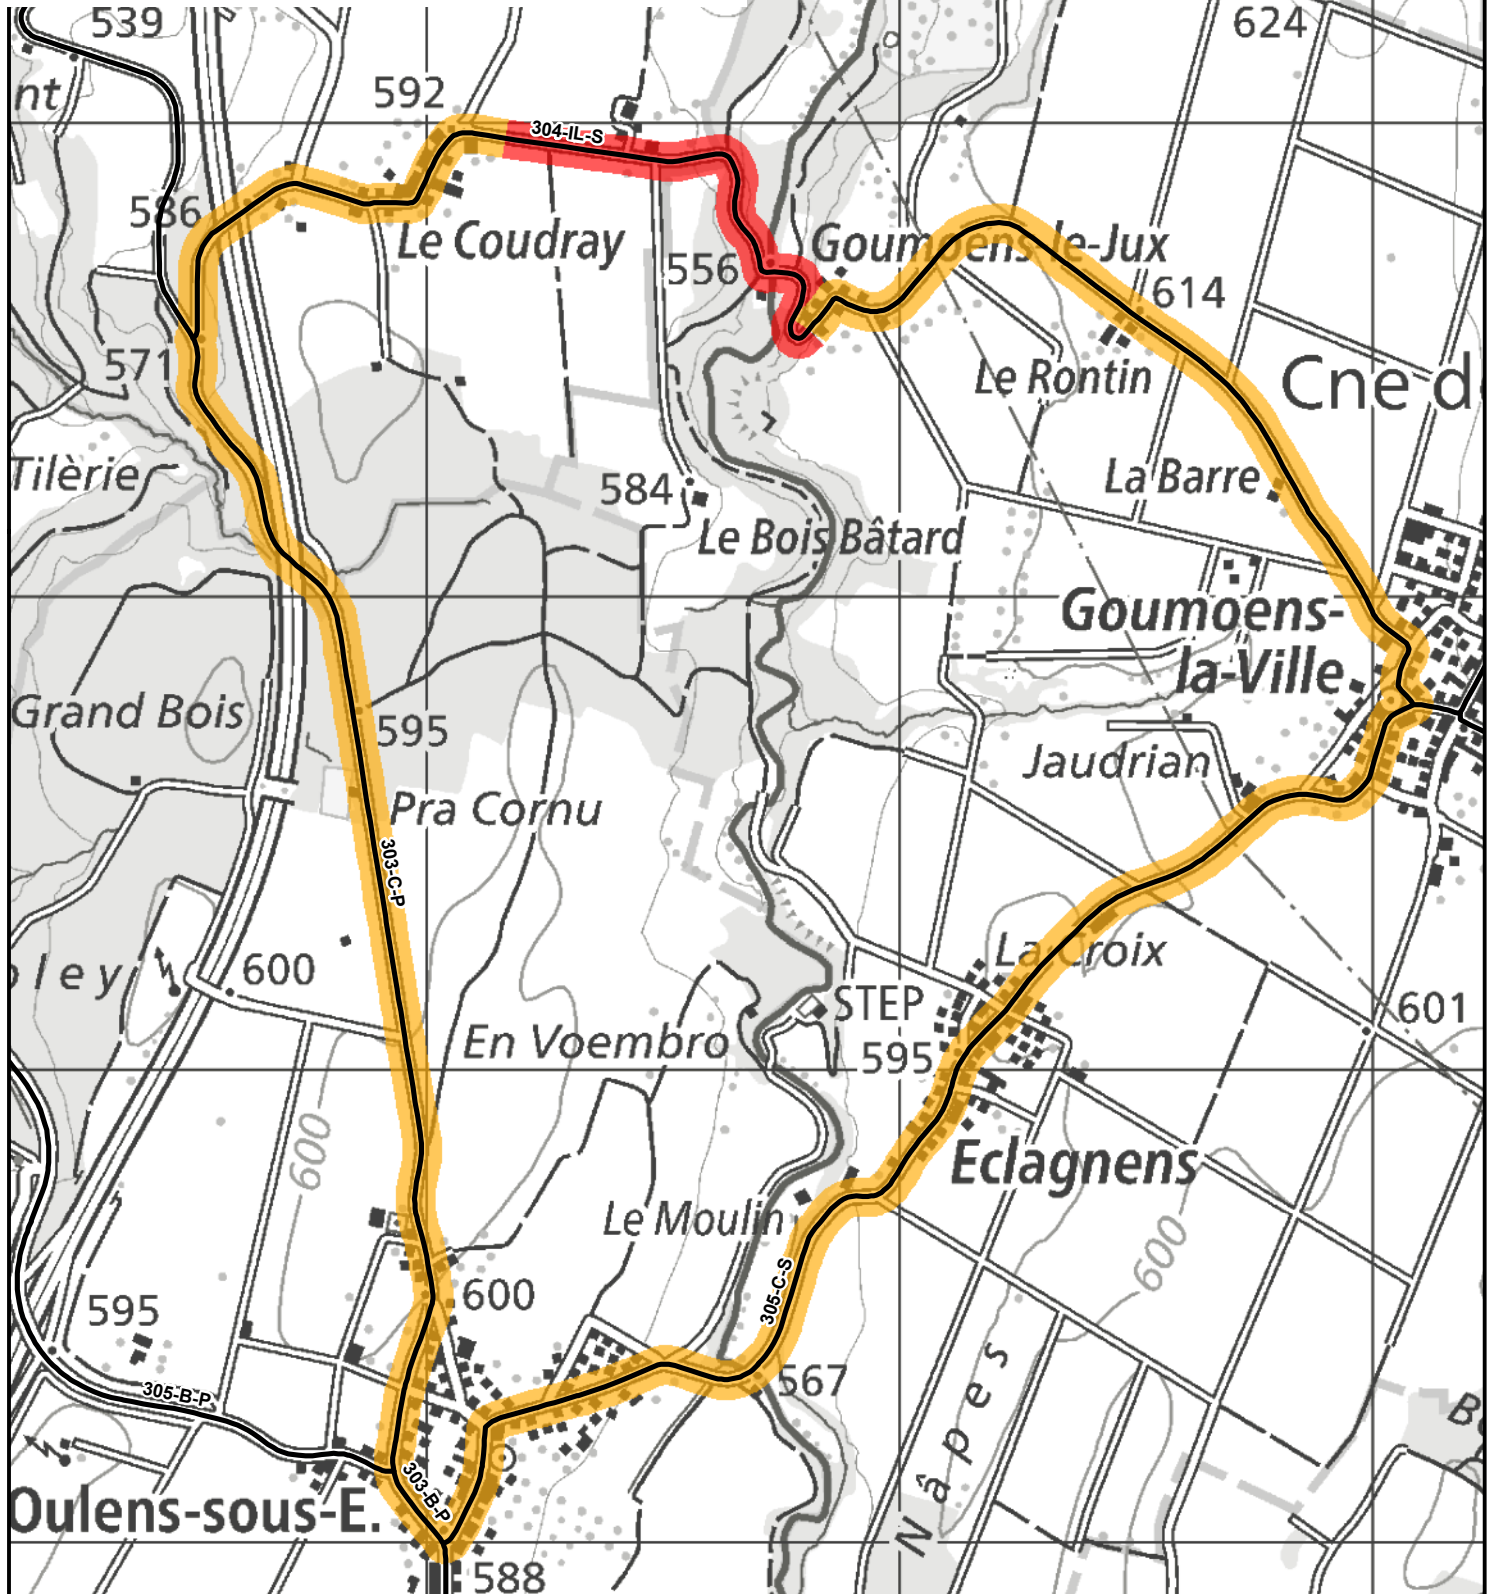 539
624
nt
592
304-IL-S
586
Le Coudray
Goumoens-le-Jux
556
614
571
Le Rontin
Cne d
Tilèrie
La Barre
584
Le Bois Bâtard
Goumoens-
la-Ville
Grand Bois
595
Jaudrian
Pra Cornu
303-C-P
La Croix
ley
600
STEP
601
En Voembro
595
600
Eclagnens
Le Moulin
600
600
305-C-S
595
567
305-B-P
Nâpes
303-B-P
Oulens-sous-E.
588